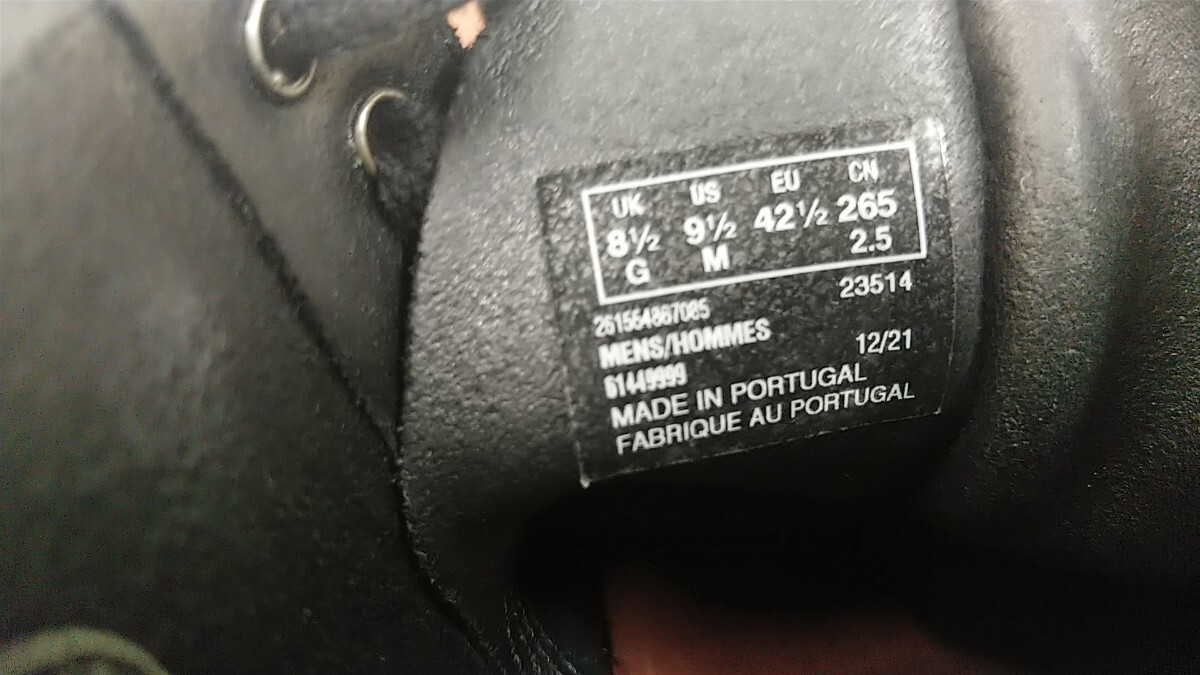 UK US EU CN
8½ 9½ 42½ 265
G M 2.5
23514
261554867085
MENS/HOMMES
12/21
61449999
MADE IN PORTUGAL
FABRIQUE AU PORTUGAL